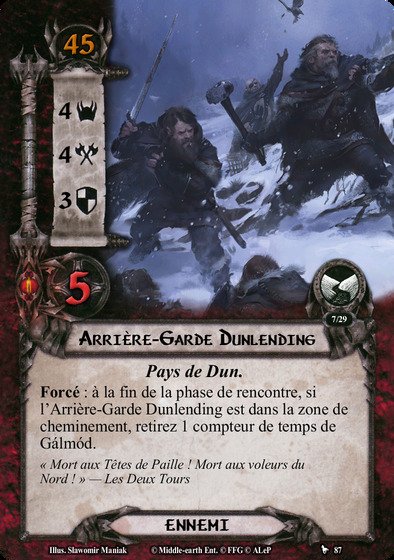 45
4
4
3
5
7/29
Arrière-Garde Dunlending
Pays de Dun.
Forcé : à la fin de la phase de rencontre, si
l'Arrière-Garde Dunlending est dans la zone de
cheminement, retirez 1 compteur de temps de
Gálmód.
« Mort aux Têtes de Paille ! Mort aux voleurs du
Nord ! » — Les Deux Tours
ENNEMI
Illus. Slawomir Maniak © Middle-earth Ent. © FFG © ALeP 87